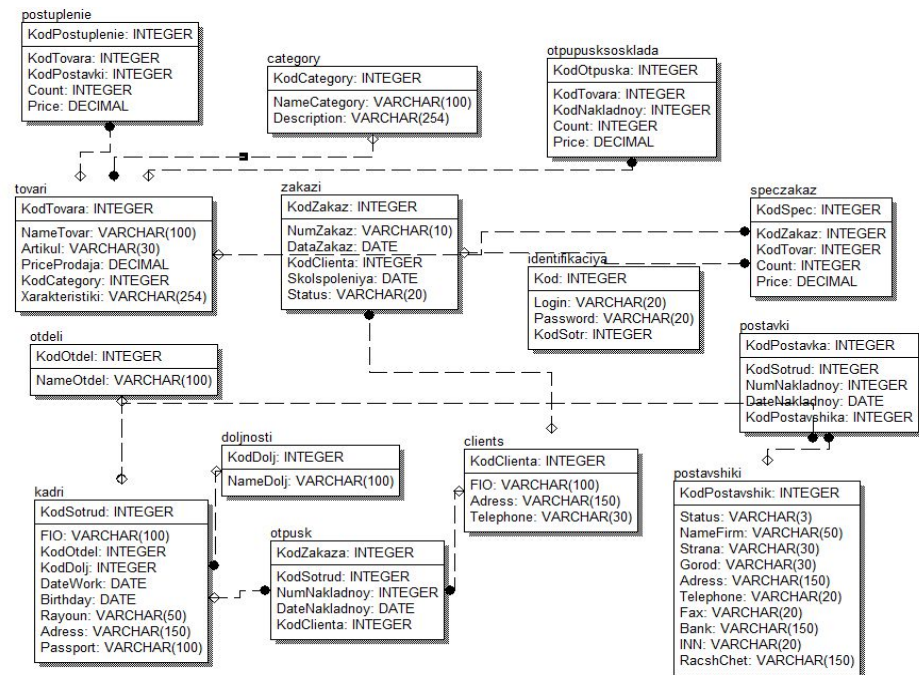 postuplenie
KodPostuplenie: INTEGER
KodTovara: INTEGER
KodPostavki: INTEGER
Count: INTEGER
Price: DECIMAL
category
KodCategory: INTEGER
NameCategory: VARCHAR(100)
Description: VARCHAR(254)
otpupusksosklada
KodOtpuska: INTEGER
KodTovara: INTEGER
KodNakladnoy: INTEGER
Count: INTEGER
Price: DECIMAL
tovari
KodTovara: INTEGER
NameTovar: VARCHAR(100)
Artikul: VARCHAR(30)
PriceProdaja: DECIMAL
KodCategory: INTEGER
Xarakteristiki: VARCHAR(254)
zakazi
KodZakaz: INTEGER
NumZakaz: VARCHAR(10)
DataZakaz: DATE
KodClienta: INTEGER
Skolspoleniya: DATE
Status: VARCHAR(20)
identifikaciya
Kod: INTEGER
Login: VARCHAR(20)
Password: VARCHAR(20)
KodSotr: INTEGER
speczakaz
KodSpec: INTEGER
KodZakaz: INTEGER
KodTovar: INTEGER
Count: INTEGER
Price: DECIMAL
otdeli
KodOtdel: INTEGER
NameOtdel: VARCHAR(100)
postavki
KodPostavka: INTEGER
KodSotrud: INTEGER
NumNakladnoy: INTEGER
DateNakladnoy: DATE
KodPostavshika: INTEGER
doljnosti
KodDolj: INTEGER
NameDolj: VARCHAR(100)
clients
KodClienta: INTEGER
FIO: VARCHAR(100)
Adress: VARCHAR(150)
Telephone: VARCHAR(30)
kadri
KodSotrud: INTEGER
FIO: VARCHAR(100)
KodOtdel: INTEGER
KodDolj: INTEGER
DateWork: DATE
Birthday: DATE
Rayoun: VARCHAR(50)
Adress: VARCHAR(150)
Passport: VARCHAR(100)
otpusk
KodZakaza: INTEGER
KodSotrud: INTEGER
NumNakladnoy: INTEGER
DateNakladnoy: DATE
KodClienta: INTEGER
postavshiki
KodPostavshik: INTEGER
Status: VARCHAR(3)
NameFirm: VARCHAR(50)
Strana: VARCHAR(30)
Gorod: VARCHAR(30)
Adress: VARCHAR(150)
Telephone: VARCHAR(20)
Fax: VARCHAR(20)
Bank: VARCHAR(150)
INN: VARCHAR(20)
RacshChet: VARCHAR(150)